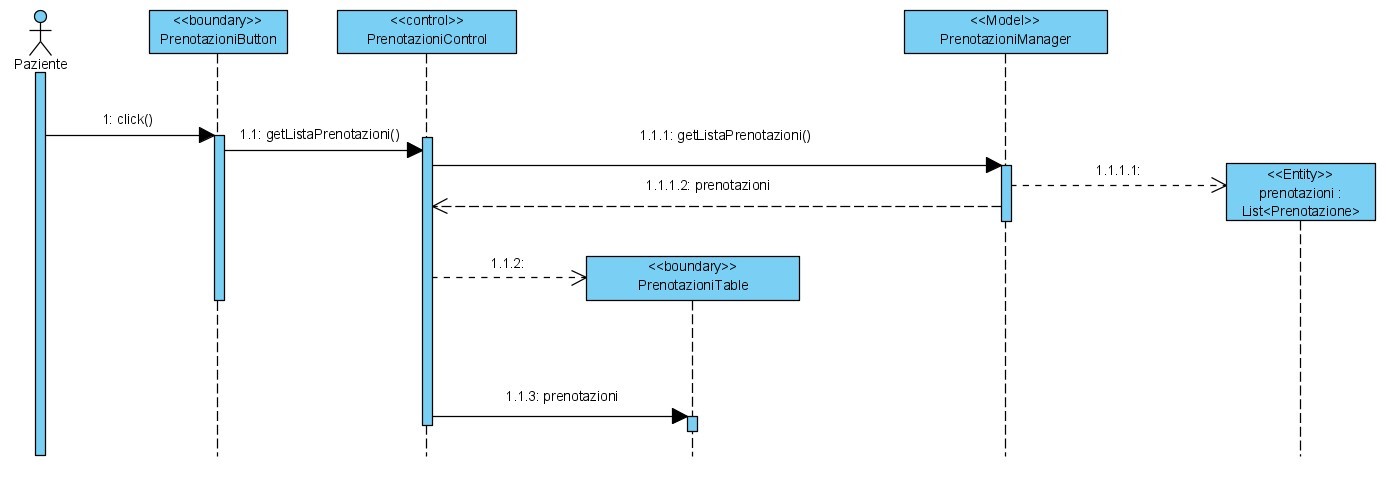 <<boundary>>
PrenotazioniButton
<<control>>
PrenotazioniControl
<<Model>>
PrenotazioniManager
Paziente
1: click()
1.1: getListaPrenotazioni()
1.1.1: getListaPrenotazioni()
1.1.1.1:
<<Entity>>
prenotazioni :
List<Prenotazione>
1.1.1.2: prenotazioni
1.1.2:
<<boundary>>
PrenotazioniTable
1.1.3: prenotazioni